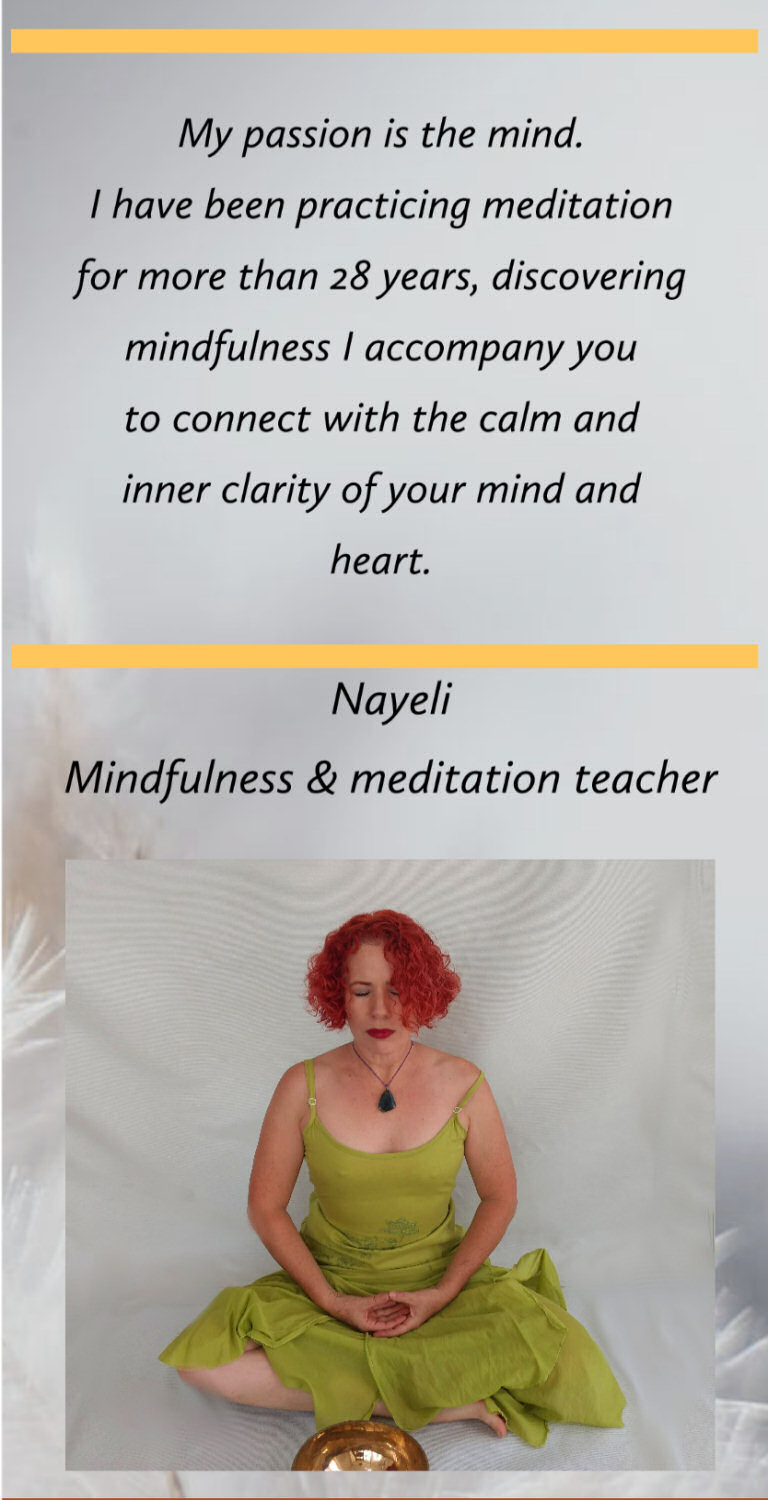 My passion is the mind.
I have been practicing meditation
for more than 28 years, discovering
mindfulness I accompany you
to connect with the calm and
inner clarity of your mind and
heart.
Nayeli
Mindfulness & meditation teacher